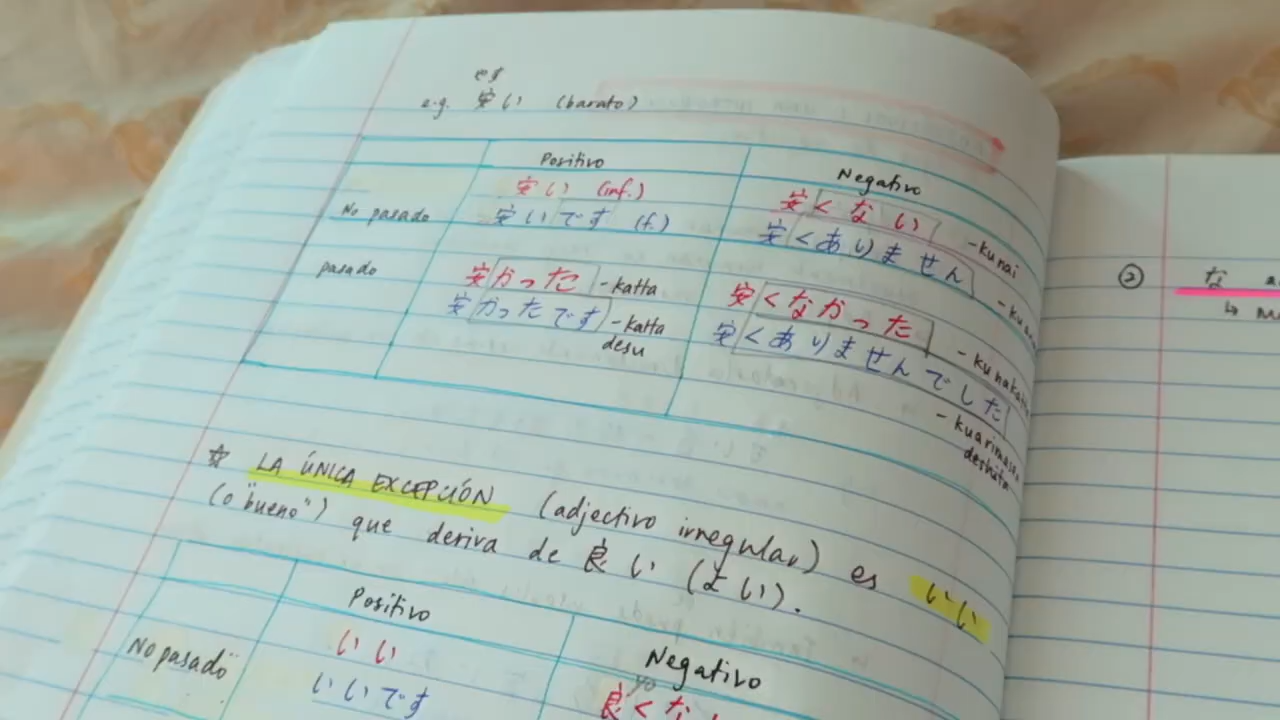 やす
e.g. 安い (barato)
Positivo Negativo
No pasado
安い (inf.)
安いです (f.)
安くない -kunai
安くありません
pasado
安かった -katta
安かったです -katta desu
安くなかった
安くありませんでした
☆ LA ÚNICA EXCEPCIÓN (adjectivo irregular) es いい
(o "bueno") que deriva de 良い (よい).
Positivo Negativo
No pasado
いい
いいです
yo
良くな
② な